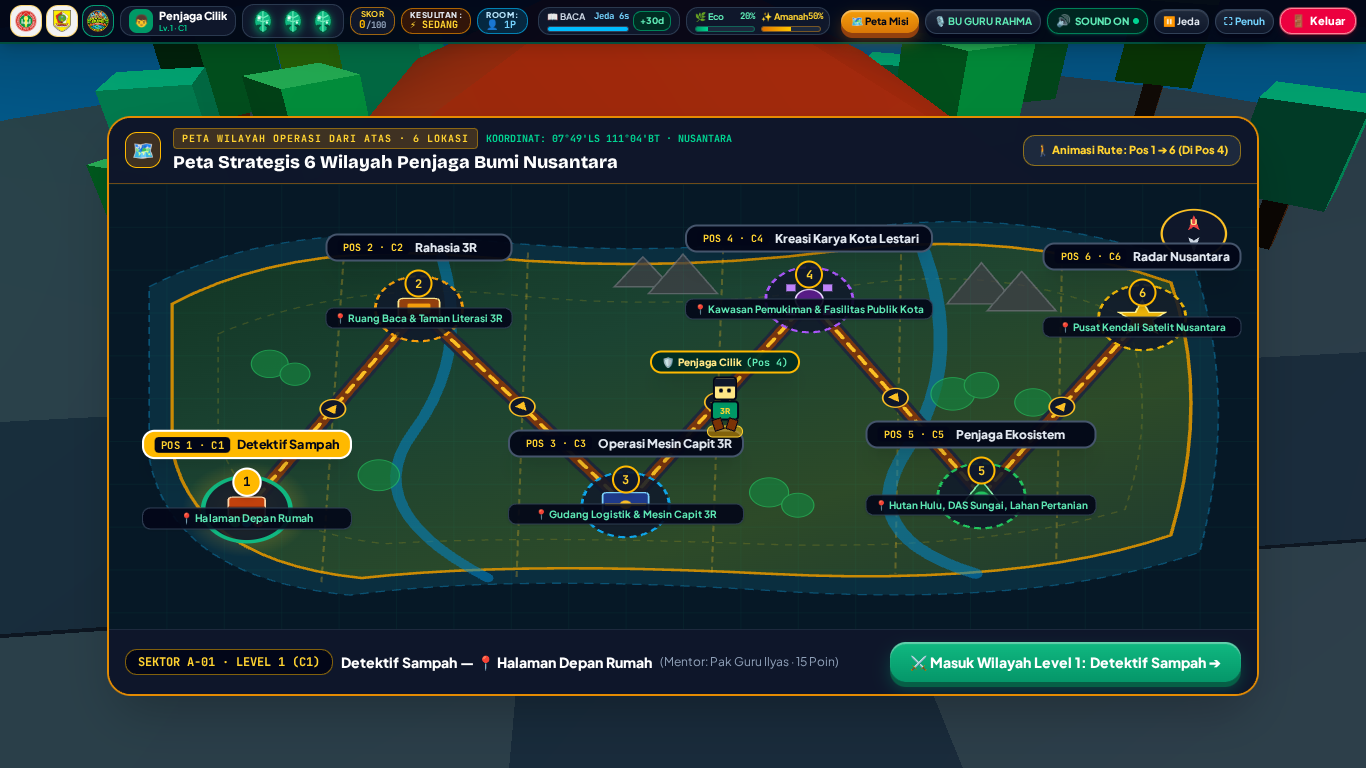 Penjaga Cilik
Lv.1 · C1
SKOR
0/100
KESULITAN:
⚡ SEDANG
ROOM:
👤 1P
📖 BACA Jeda 6s
+30d
🌿 Eco 20%
✨ Amanah 50%
🗺️ Peta Misi
🎙️ BU GURU RAHMA
🔊 SOUND ON
⏸️ Jeda
⛶ Penuh
🚪 Keluar
PETA WILAYAH OPERASI DARI ATAS · 6 LOKASI
KOORDINAT: 07°49'LS 111°04'BT · NUSANTARA
Peta Strategis 6 Wilayah Penjaga Bumi Nusantara
🚶 Animasi Rute: Pos 1 ➔ 6 (Di Pos 4)
POS 2 · C2 Rahasia 3R
2
📍 Ruang Baca & Taman Literasi 3R
POS 4 · C4 Kreasi Karya Kota Lestari
4
📍 Kawasan Pemukiman & Fasilitas Publik Kota
U
POS 6 · C6 Radar Nusantara
6
📍 Pusat Kendali Satelit Nusantara
🛡️ Penjaga Cilik (Pos 4)
3R
POS 1 · C1 Detektif Sampah
1
📍 Halaman Depan Rumah
POS 3 · C3 Operasi Mesin Capit 3R
3
📍 Gudang Logistik & Mesin Capit 3R
POS 5 · C5 Penjaga Ekosistem
5
📍 Hutan Hulu, DAS Sungai, Lahan Pertanian
SEKTOR A-01 · LEVEL 1 (C1)
Detektif Sampah — 📍 Halaman Depan Rumah (Mentor: Pak Guru Ilyas · 15 Poin)
⚔️ Masuk Wilayah Level 1: Detektif Sampah ➔